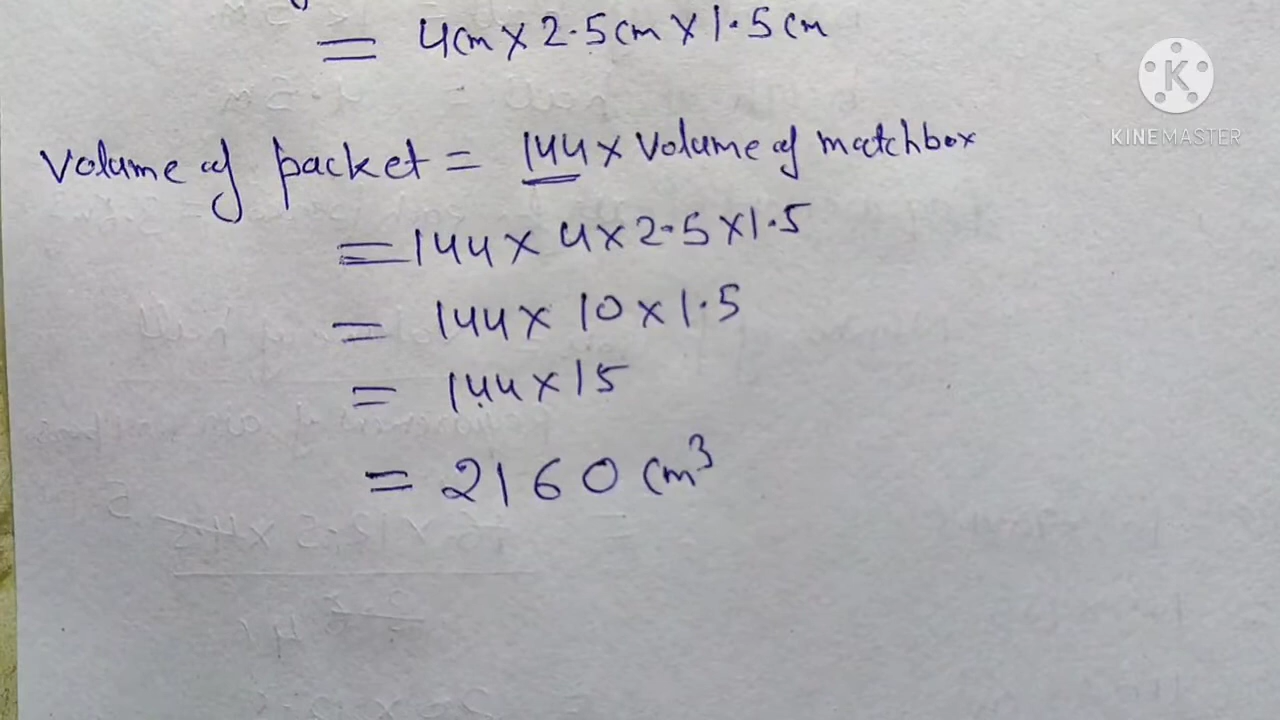 = 4cm × 2.5cm × 1.5cm
K
KINEMASTER
Volume of packet = 144 × Volume of matchbox
= 144 × 4 × 2.5 × 1.5
= 144 × 10 × 1.5
= 144 × 15
= 2160 cm³